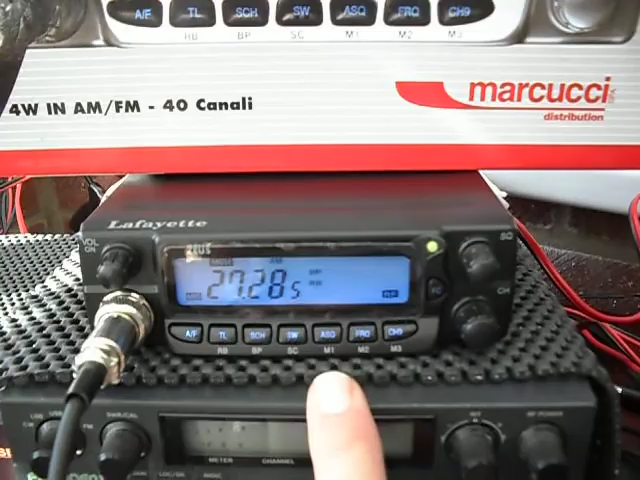 A/F TL SCH SW ASQ FRQ CH9
RB BP SC M1 M2 M3
4W IN AM/FM - 40 Canali
marcucci
distribution
Lafayette
VOL
ON
SQ
27.285
CH
A/F TL SCH SW ASQ FRQ CH9
RB BP SC M1 M2 M3
SWR/CAL
RF POWER
METER CHANNEL